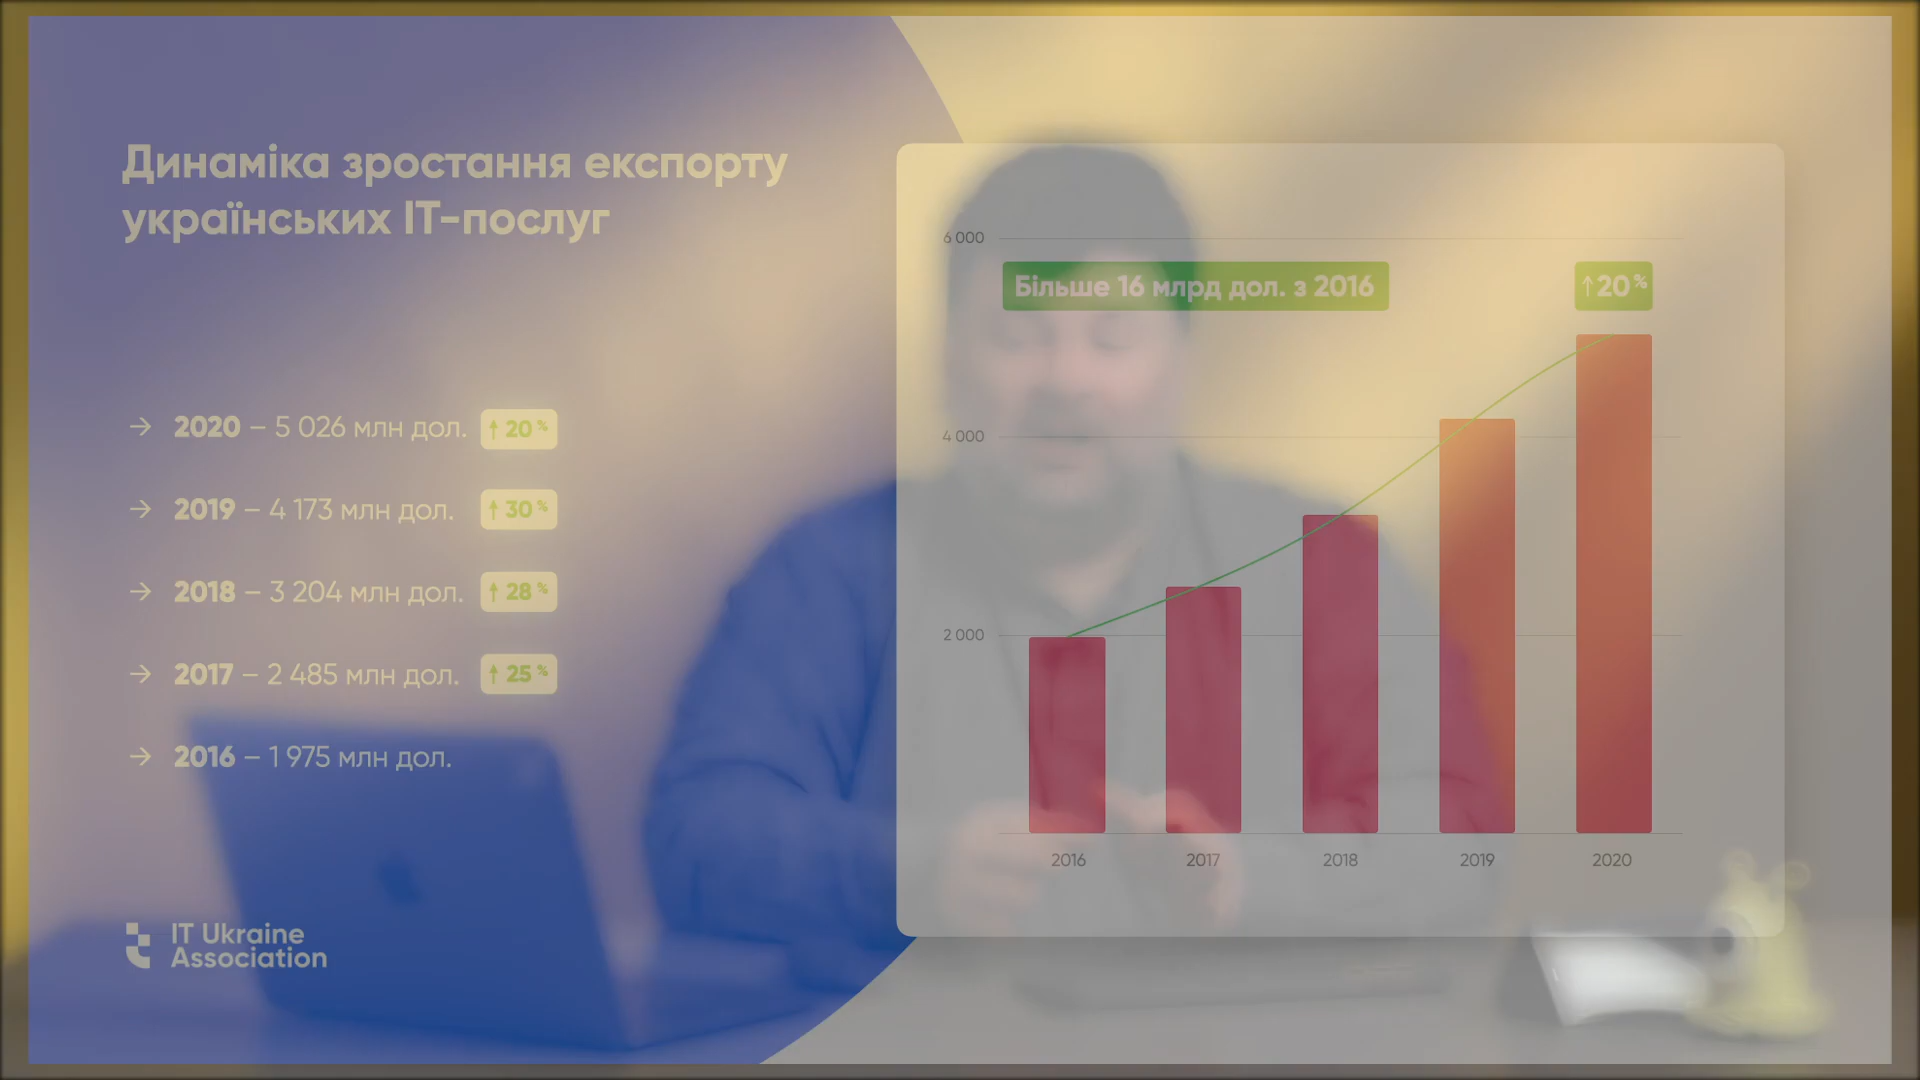 Динаміка зростання експорту
українських ІТ-послуг
→ 2020 – 5 026 млн дол. ↑ 20 %
→ 2019 – 4 173 млн дол. ↑ 30 %
→ 2018 – 3 204 млн дол. ↑ 28 %
→ 2017 – 2 485 млн дол. ↑ 25 %
→ 2016 – 1 975 млн дол.
IT Ukraine
Association
6 000
Більше 16 млрд дол. з 2016
↑20%
4 000
2 000
2016 2017 2018 2019 2020